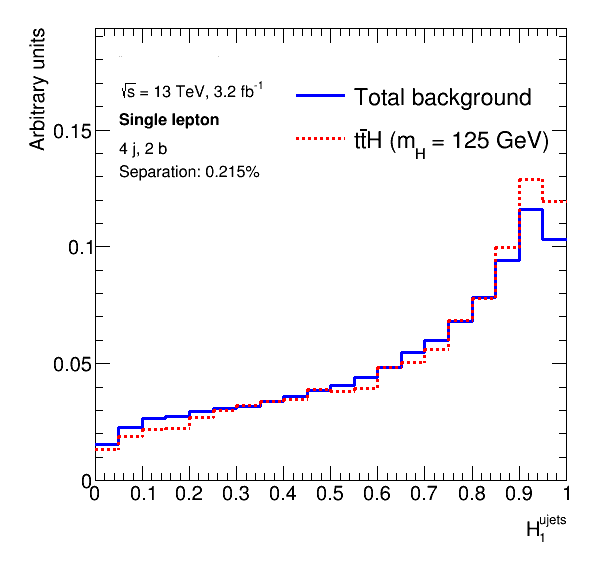 Arbitrary units
√s = 13 TeV, 3.2 fb⁻¹
Single lepton
4 j, 2 b
Separation: 0.215%
Total background
tt̄H (m_H = 125 GeV)
0.15
0.1
0.05
0
0 0.1 0.2 0.3 0.4 0.5 0.6 0.7 0.8 0.9 1
H₁^ujets